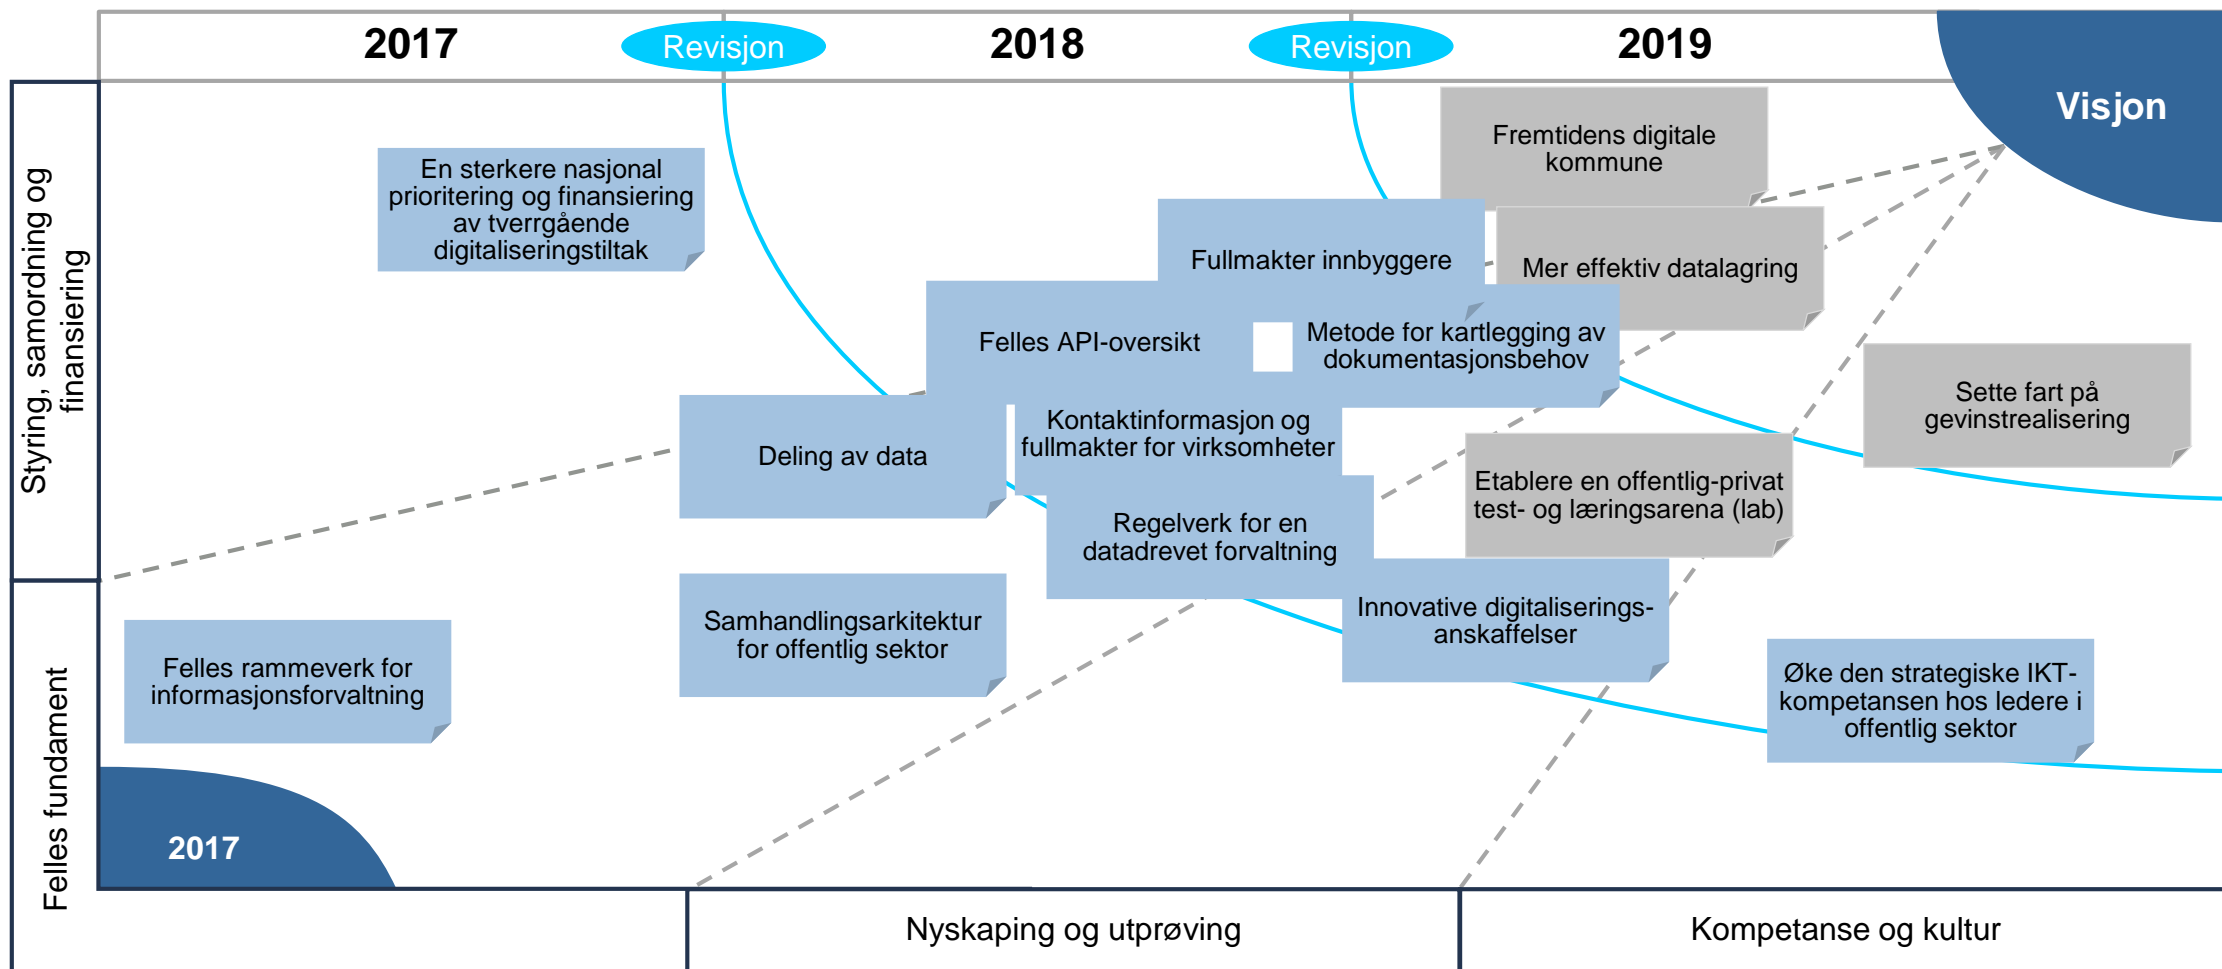 2017
Revisjon
2018
Revisjon
2019
Visjon
Styring, samordning og
finansiering
Felles fundament
En sterkere nasjonal
prioritering og finansiering
av tverrgående
digitaliseringstiltak
Fremtidens digitale
kommune
Fullmakter innbyggere
Mer effektiv datalagring
Felles API-oversikt
Metode for kartlegging av
dokumentasjonsbehov
Sette fart på
gevinstrealisering
Deling av data
Kontaktinformasjon og
fullmakter for virksomheter
Etablere en offentlig-privat
test- og læringsarena (lab)
Regelverk for en
datadrevet forvaltning
Samhandlingsarkitektur
for offentlig sektor
Innovative digitaliserings-
anskaffelser
Felles rammeverk for
informasjonsforvaltning
Øke den strategiske IKT-
kompetansen hos ledere i
offentlig sektor
2017
Nyskaping og utprøving
Kompetanse og kultur